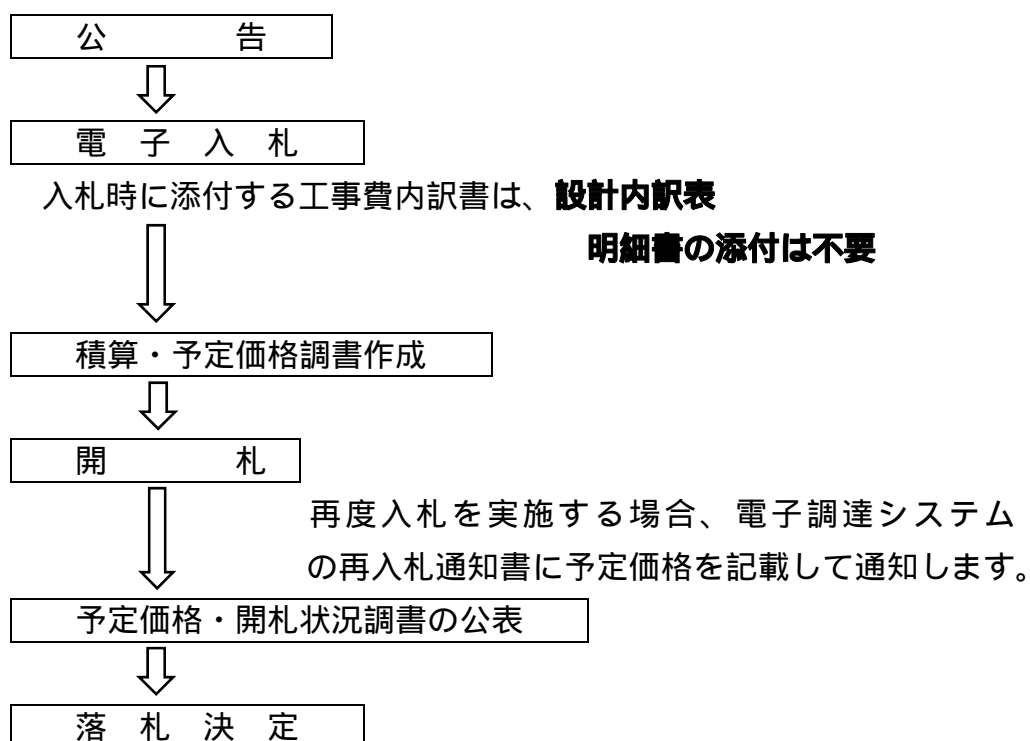 公　　　　告
電　子　入　札
入札時に添付する工事費内訳書は、設計内訳表
明細書の添付は不要
積算・予定価格調書作成
開　　　　札
再度入札を実施する場合、電子調達システム
の再入札通知書に予定価格を記載して通知します。
予定価格・開札状況調書の公表
落　札　決　定